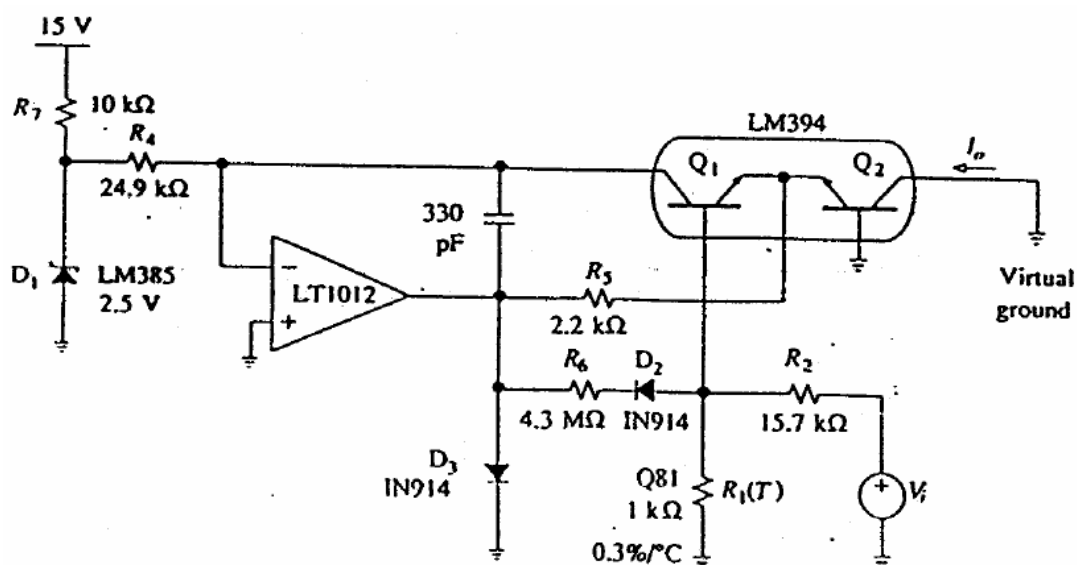 15 V
R7 10 kΩ
R4
24.9 kΩ
LM394
Q1 Q2
Io
330
pF
D1 LM385
2.5 V
−
+
LT1012
R5
2.2 kΩ
Virtual
ground
R6 D2
4.3 MΩ IN914
R2
15.7 kΩ
D3
IN914
Q81 R1(T)
1 kΩ
0.3%/°C
+
Vi